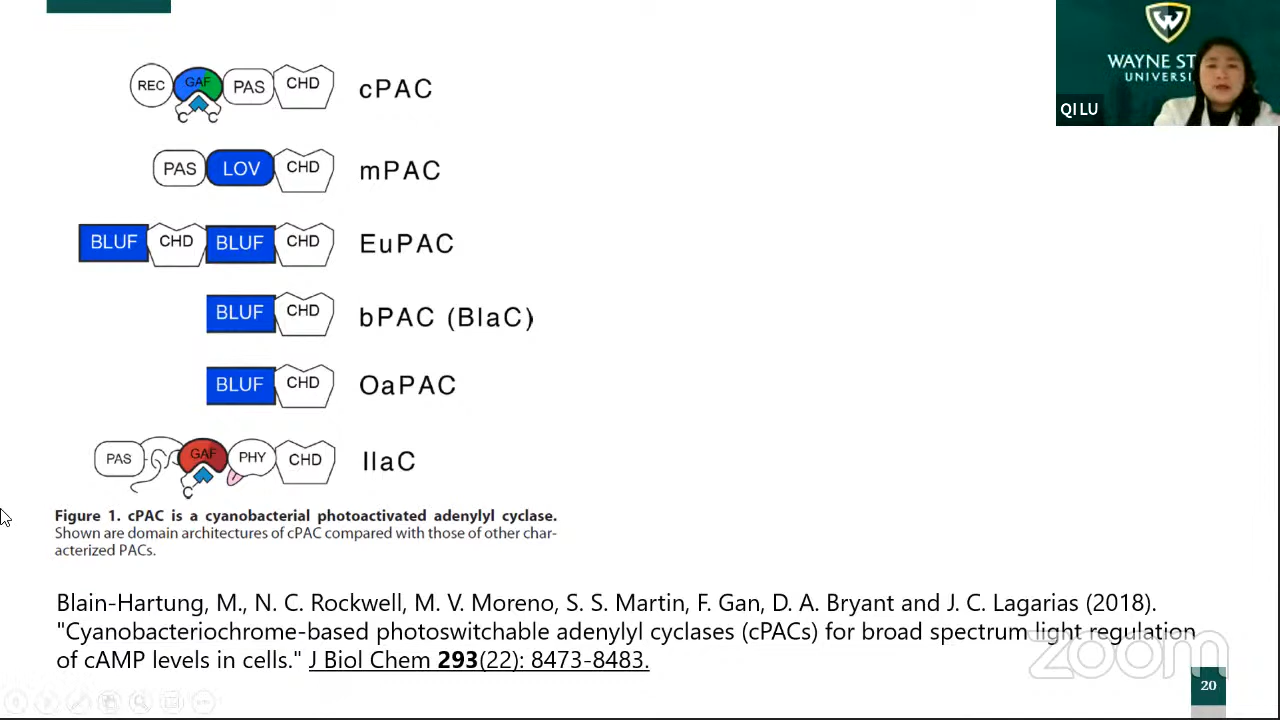 WAYNE ST
UNIVERSI
QI LU
REC GAF PAS CHD cPAC
C C
PAS LOV CHD mPAC
BLUF CHD BLUF CHD EuPAC
BLUF CHD bPAC (BlaC)
BLUF CHD OaPAC
PAS GAF PHY CHD IlaC
C
Figure 1. cPAC is a cyanobacterial photoactivated adenylyl cyclase.
Shown are domain architectures of cPAC compared with those of other char-
acterized PACs.
Blain-Hartung, M., N. C. Rockwell, M. V. Moreno, S. S. Martin, F. Gan, D. A. Bryant and J. C. Lagarias (2018).
"Cyanobacteriochrome-based photoswitchable adenylyl cyclases (cPACs) for broad spectrum light regulation
of cAMP levels in cells." J Biol Chem 293(22): 8473-8483.
zoom
20